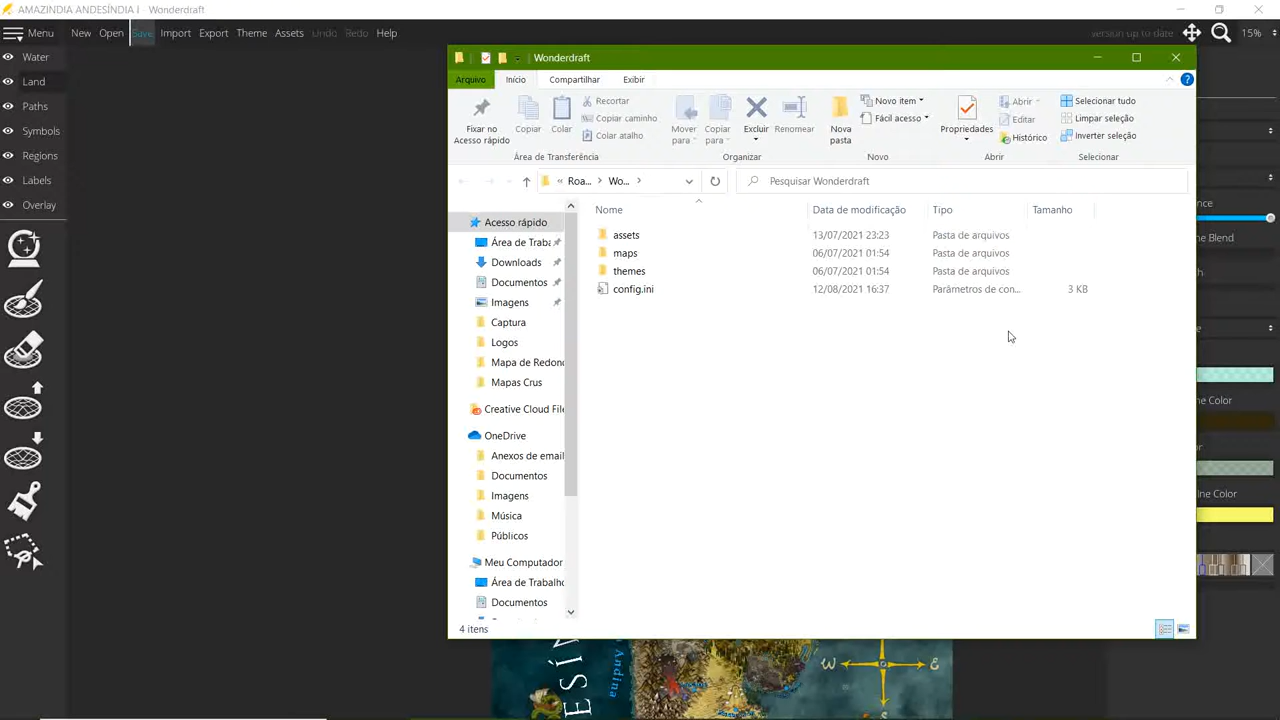 AMAZINDIA ANDESÍNDIA I - Wonderdraft
Menu New Open Save Import Export Theme Assets Undo Redo Help
version up to date 15%
Water
Land
Paths
Symbols
Regions
Labels
Overlay
Wonderdraft
Arquivo Início Compartilhar Exibir
Fixar no
Acesso rápido
Copiar
Colar
Recortar
Copiar caminho
Colar atalho
Área de Transferência
Mover
para
Copiar
para
Excluir
Renomear
Organizar
Nova
pasta
Novo item
Fácil acesso
Novo
Propriedades
Abrir
Editar
Histórico
Abrir
Selecionar tudo
Limpar seleção
Inverter seleção
Selecionar
« Roa... > Wo... >
Pesquisar Wonderdraft
Nome Data de modificação Tipo Tamanho
assets 13/07/2021 23:23 Pasta de arquivos
maps 06/07/2021 01:54 Pasta de arquivos
themes 06/07/2021 01:54 Pasta de arquivos
config.ini 12/08/2021 16:37 Parâmetros de con... 3 KB
Acesso rápido
Área de Traba
Downloads
Documentos
Imagens
Captura
Logos
Mapa de Redon
Mapas Crus
Creative Cloud File
OneDrive
Anexos de email
Documentos
Imagens
Música
Públicos
Meu Computador
Área de Trabalho
Documentos
4 itens
ne Blend
ne Color
ine Color
ESÍN
Andina
W E
S